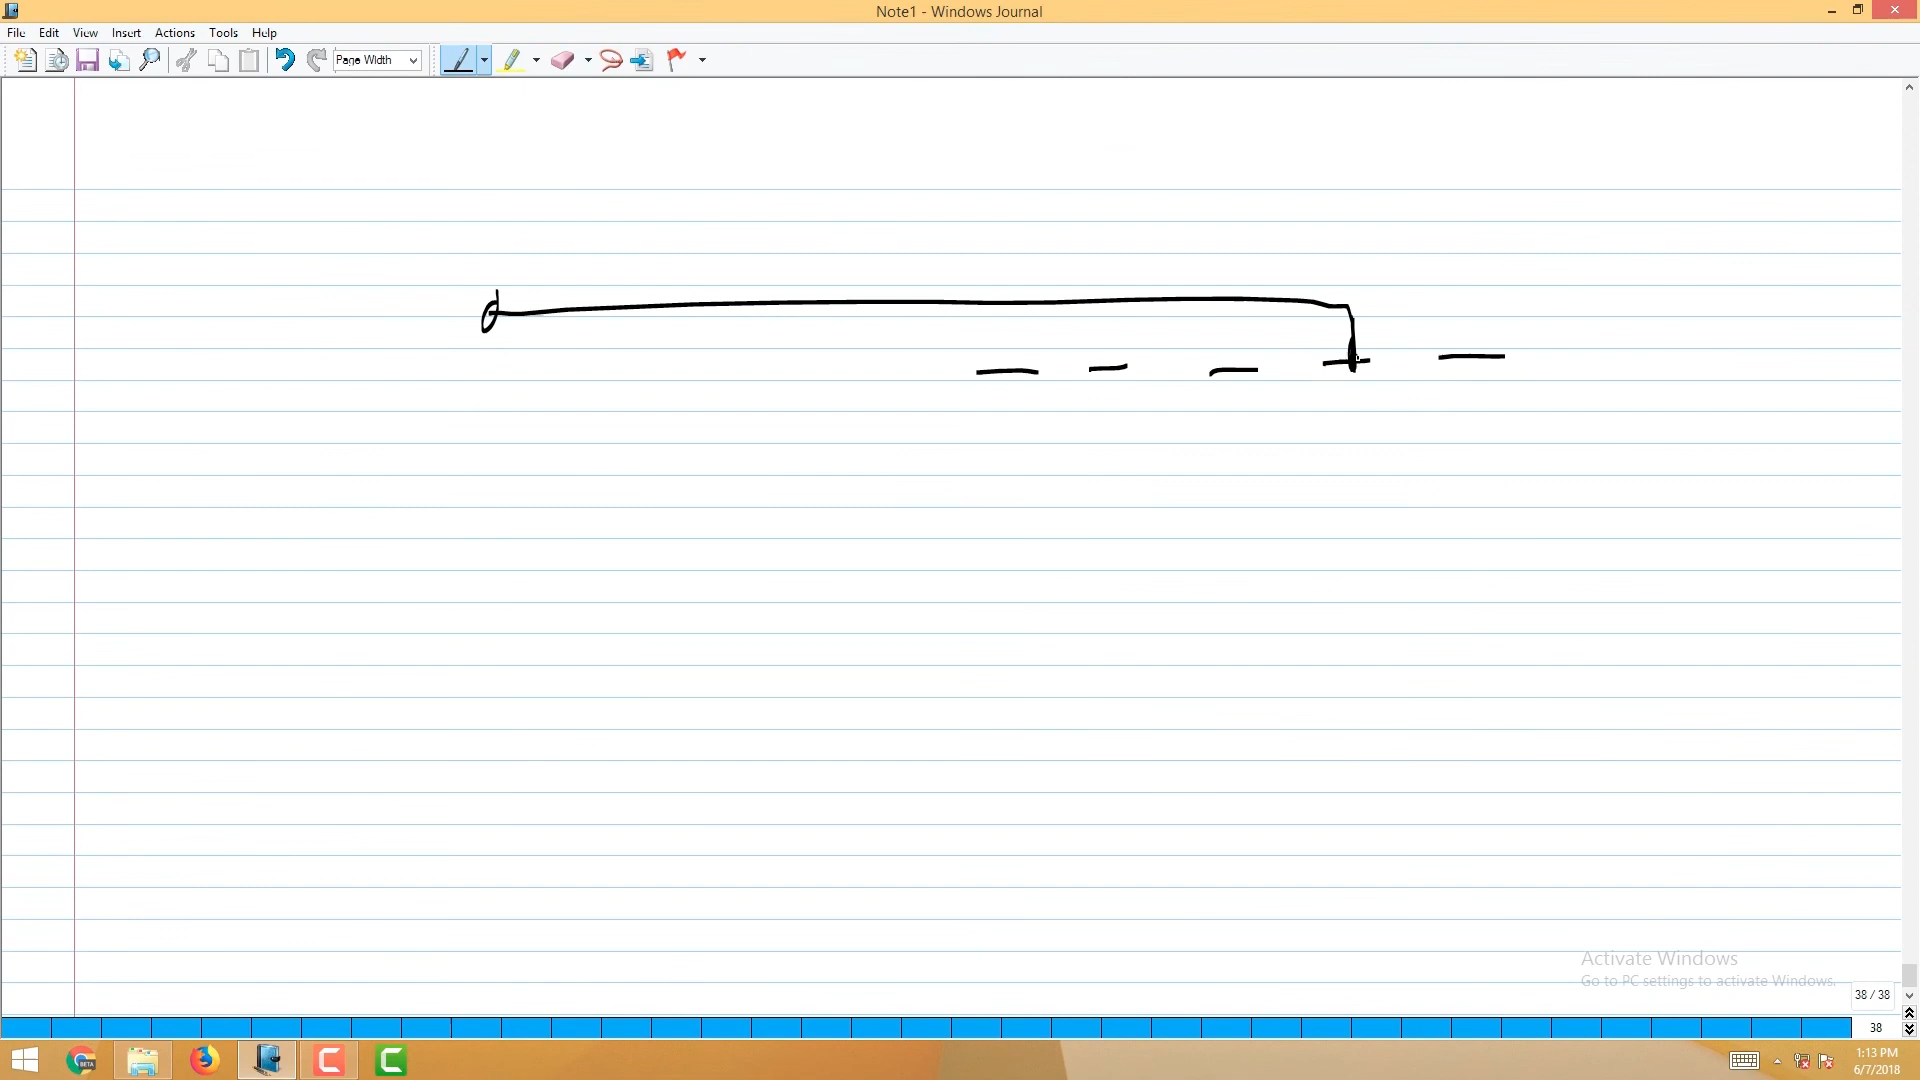 Note1 - Windows Journal
File Edit View Insert Actions Tools Help
Page Width
Activate Windows
Go to PC settings to activate Windows.
38 / 38
38
BETA
1:13 PM
6/7/2018